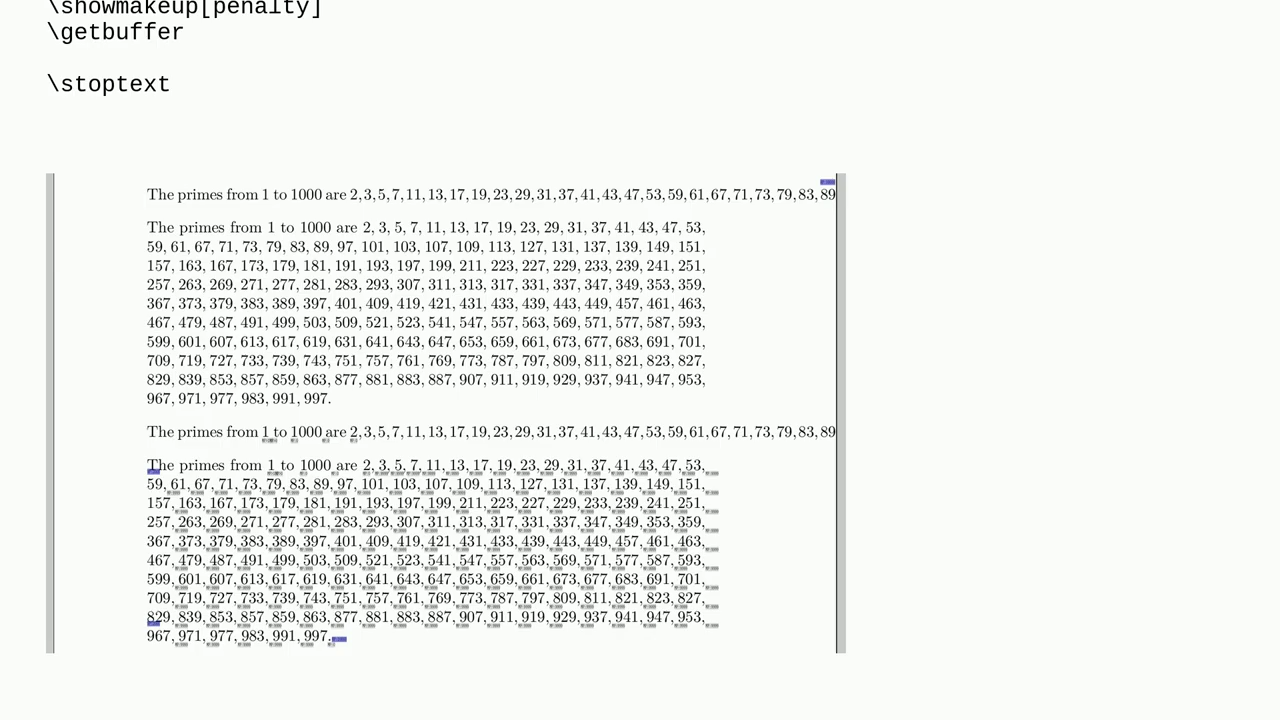 \showmakeup[penalty]
\getbuffer
\stoptext
The primes from 1 to 1000 are 2, 3, 5, 7, 11, 13, 17, 19, 23, 29, 31, 37, 41, 43, 47, 53, 59, 61, 67, 71, 73, 79, 83, 89
The primes from 1 to 1000 are 2, 3, 5, 7, 11, 13, 17, 19, 23, 29, 31, 37, 41, 43, 47, 53,
59, 61, 67, 71, 73, 79, 83, 89, 97, 101, 103, 107, 109, 113, 127, 131, 137, 139, 149, 151,
157, 163, 167, 173, 179, 181, 191, 193, 197, 199, 211, 223, 227, 229, 233, 239, 241, 251,
257, 263, 269, 271, 277, 281, 283, 293, 307, 311, 313, 317, 331, 337, 347, 349, 353, 359,
367, 373, 379, 383, 389, 397, 401, 409, 419, 421, 431, 433, 439, 443, 449, 457, 461, 463,
467, 479, 487, 491, 499, 503, 509, 521, 523, 541, 547, 557, 563, 569, 571, 577, 587, 593,
599, 601, 607, 613, 617, 619, 631, 641, 643, 647, 653, 659, 661, 673, 677, 683, 691, 701,
709, 719, 727, 733, 739, 743, 751, 757, 761, 769, 773, 787, 797, 809, 811, 821, 823, 827,
829, 839, 853, 857, 859, 863, 877, 881, 883, 887, 907, 911, 919, 929, 937, 941, 947, 953,
967, 971, 977, 983, 991, 997.
The primes from 1 to 1000 are 2, 3, 5, 7, 11, 13, 17, 19, 23, 29, 31, 37, 41, 43, 47, 53, 59, 61, 67, 71, 73, 79, 83, 89
The primes from 1 to 1000 are 2, 3, 5, 7, 11, 13, 17, 19, 23, 29, 31, 37, 41, 43, 47, 53,
59, 61, 67, 71, 73, 79, 83, 89, 97, 101, 103, 107, 109, 113, 127, 131, 137, 139, 149, 151,
157, 163, 167, 173, 179, 181, 191, 193, 197, 199, 211, 223, 227, 229, 233, 239, 241, 251,
257, 263, 269, 271, 277, 281, 283, 293, 307, 311, 313, 317, 331, 337, 347, 349, 353, 359,
367, 373, 379, 383, 389, 397, 401, 409, 419, 421, 431, 433, 439, 443, 449, 457, 461, 463,
467, 479, 487, 491, 499, 503, 509, 521, 523, 541, 547, 557, 563, 569, 571, 577, 587, 593,
599, 601, 607, 613, 617, 619, 631, 641, 643, 647, 653, 659, 661, 673, 677, 683, 691, 701,
709, 719, 727, 733, 739, 743, 751, 757, 761, 769, 773, 787, 797, 809, 811, 821, 823, 827,
829, 839, 853, 857, 859, 863, 877, 881, 883, 887, 907, 911, 919, 929, 937, 941, 947, 953,
967, 971, 977, 983, 991, 997.